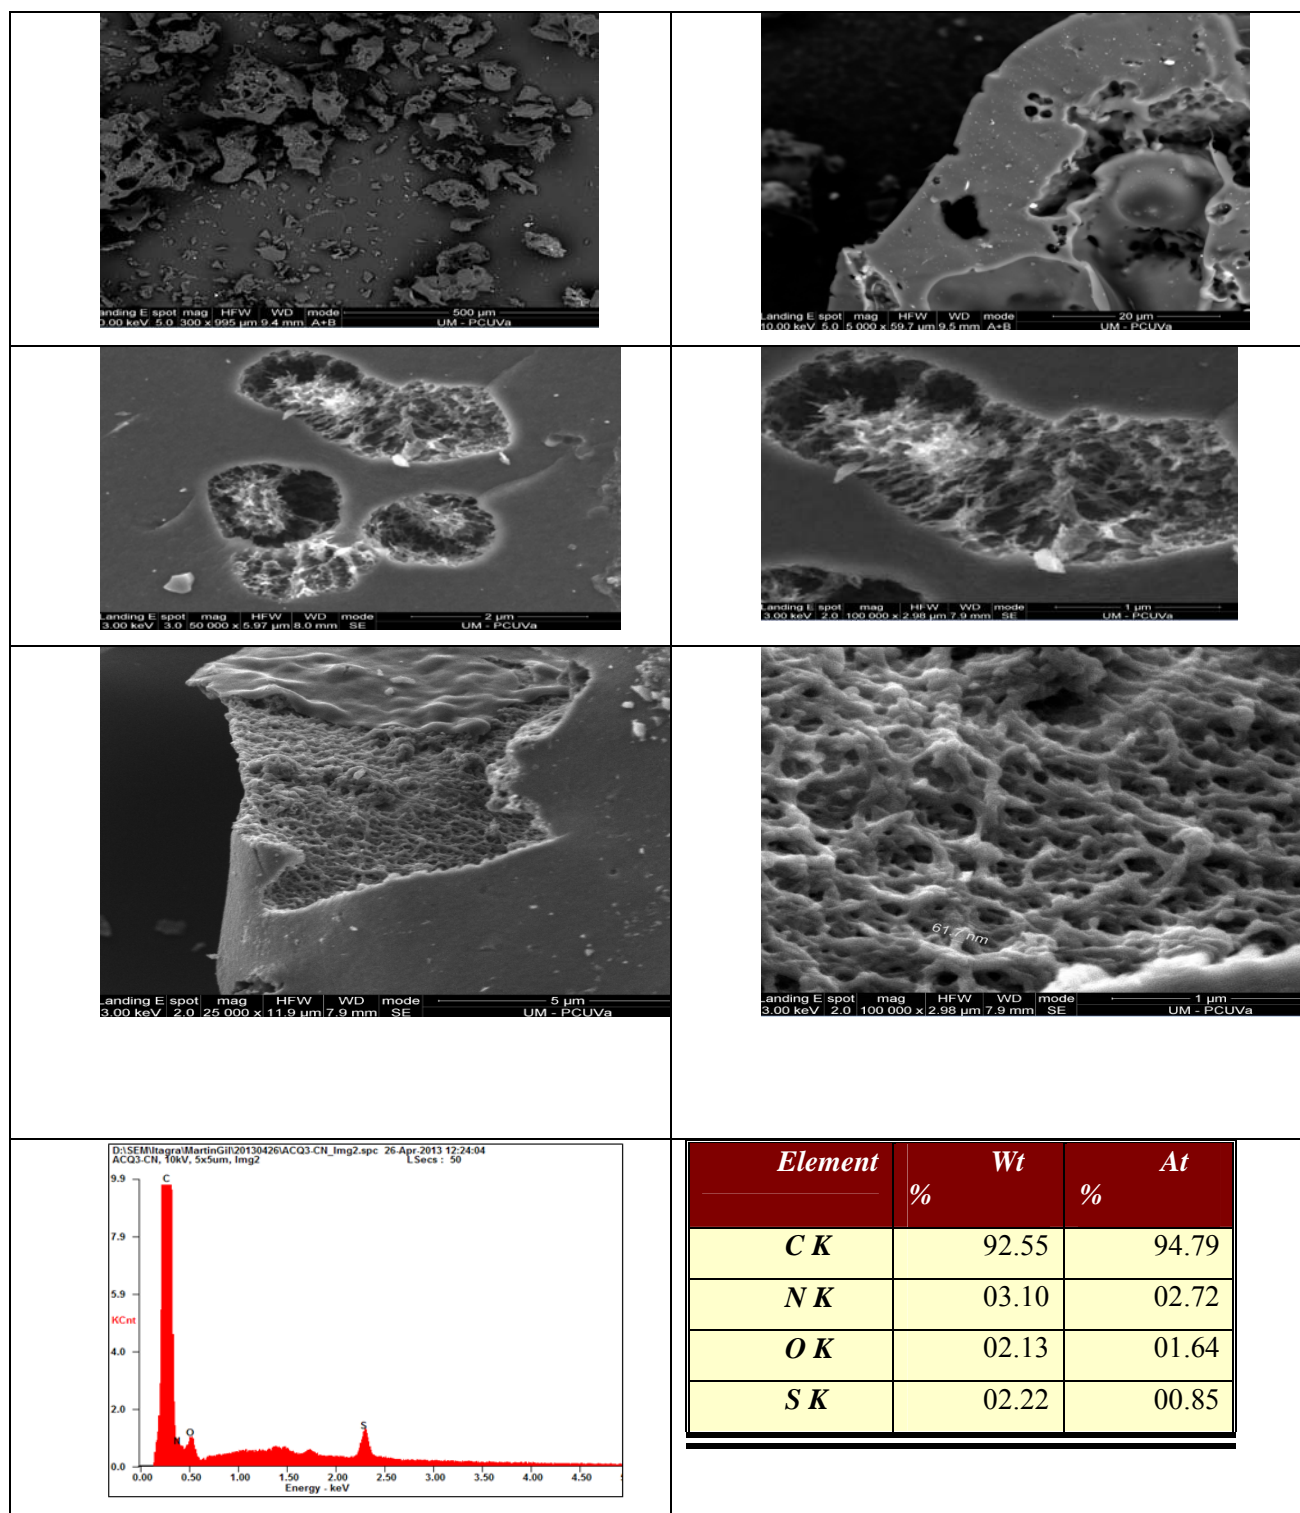 anding E spot mag HFW WD mode 500 µm
0.00 keV 5.0 300 x 995 µm 9.4 mm A+B UM - PCUVa
Landing E spot mag HFW WD mode 20 µm
10.00 keV 5.0 5 000 x 59.7 µm 9.5 mm A+B UM - PCUVa
Landing E spot mag HFW WD mode 2 µm
3.00 keV 3.0 50 000 x 5.97 µm 8.0 mm SE UM - PCUVa
Landing E spot mag HFW WD mode 1 µm
3.00 keV 2.0 100 000 x 2.98 µm 7.9 mm SE UM - PCUVa
Landing E spot mag HFW WD mode 5 µm
3.00 keV 2.0 25 000 x 11.9 µm 7.9 mm SE UM - PCUVa
61.7 nm
Landing E spot mag HFW WD mode 1 µm
3.00 keV 2.0 100 000 x 2.98 µm 7.9 mm SE UM - PCUVa
D:\SEM\Itagra\MartinGil\20130426\ACQ3-CN_Img2.spc 26-Apr-2013 12:24:04
ACQ3-CN, 10kV, 5x5um, Img2 LSecs : 50
9.9
7.9
5.9
KCnt
4.0
2.0
0.0
C
N
O
S
0.00 0.50 1.00 1.50 2.00 2.50 3.00 3.50 4.00 4.50
Energy - keV
Element Wt % At %
C K 92.55 94.79
N K 03.10 02.72
O K 02.13 01.64
S K 02.22 00.85